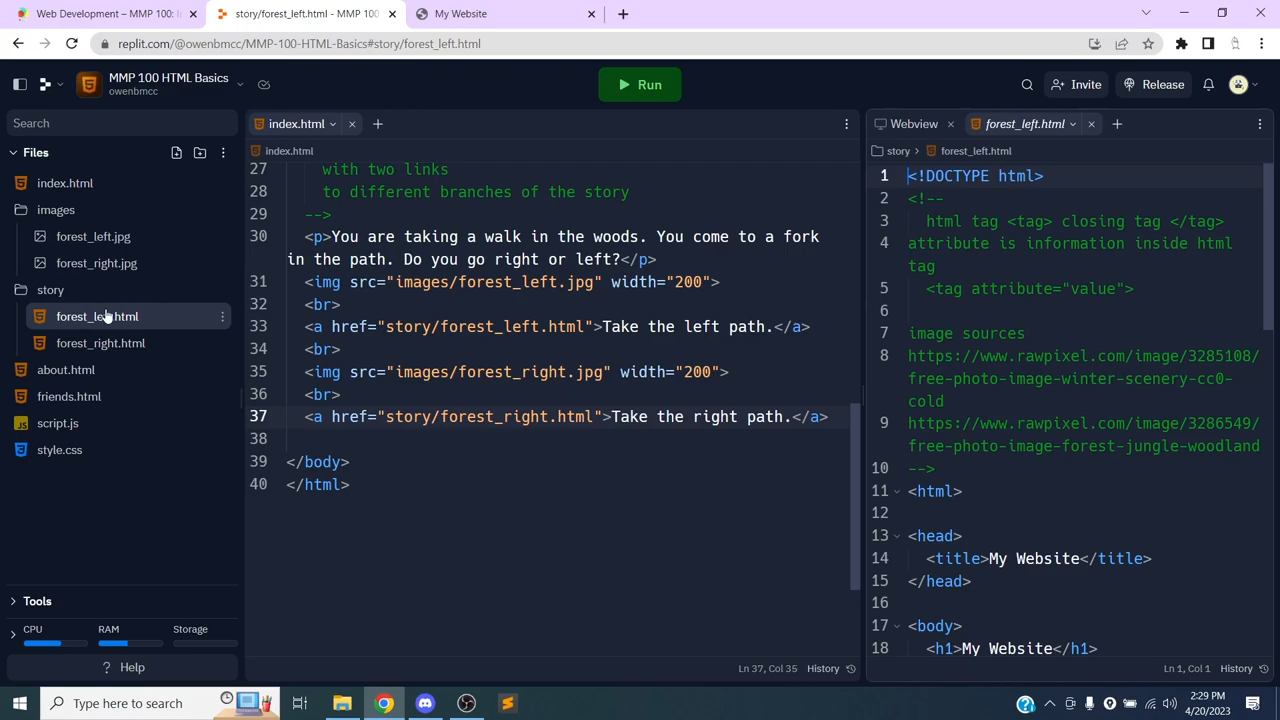 Web Development – MMP 100: I
story/forest_left.html - MMP 100
My Website
replit.com/@owenbmcc/MMP-100-HTML-Basics#story/forest_left.html
MMP 100 HTML Basics
owenbmcc
Run
Invite
Release
Search
Files
index.html
images
forest_left.jpg
forest_right.jpg
story
forest_left.html
forest_right.html
about.html
friends.html
script.js
style.css
Tools
CPU
RAM
Storage
? Help
index.html
index.html
27 with two links
28 to different branches of the story
29 -->
30 <p>You are taking a walk in the woods. You come to a fork
in the path. Do you go right or left?</p>
31 <img src="images/forest_left.jpg" width="200">
32 <br>
33 <a href="story/forest_left.html">Take the left path.</a>
34 <br>
35 <img src="images/forest_right.jpg" width="200">
36 <br>
37 <a href="story/forest_right.html">Take the right path.</a>
38
39 </body>
40 </html>
Ln 37, Col 35
History
Webview
forest_left.html
story > forest_left.html
1 <!DOCTYPE html>
2 <!--
3 html tag <tag> closing tag </tag>
4 attribute is information inside html
tag
5 <tag attribute="value">
6
7 image sources
8 https://www.rawpixel.com/image/3285108/
free-photo-image-winter-scenery-cc0-
cold
9 https://www.rawpixel.com/image/3286549/
free-photo-image-forest-jungle-woodland
10 -->
11 <html>
12
13 <head>
14 <title>My Website</title>
15 </head>
16
17 <body>
18 <h1>My Website</h1>
Ln 1, Col 1
History
Type here to search
2:29 PM
4/20/2023